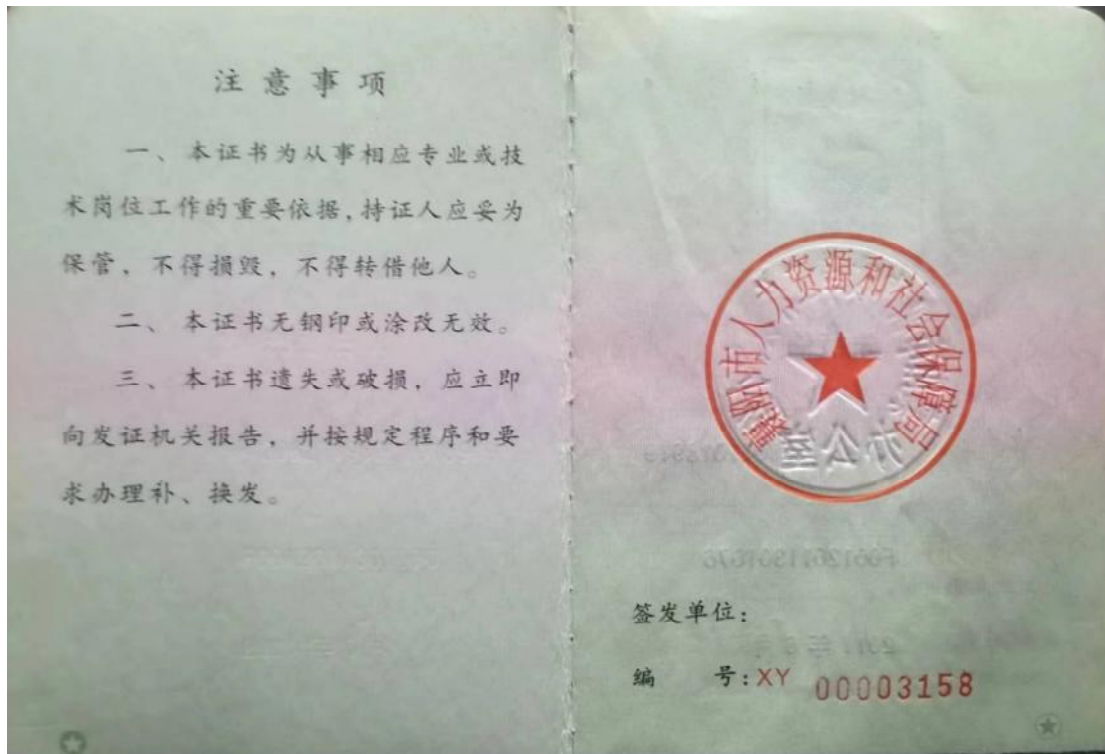 注意事项
一、本证书为从事相应专业或技
术岗位工作的重要依据，持证人应妥为
保管，不得损毁，不得转借他人。
二、本证书无钢印或涂改无效。
三、本证书遗失或破损，应立即
向发证机关报告，并按规定程序和要
求办理补、换发。
阳市人力资源和社会保障局
办公室
签发单位：
编 号：XY 00003158